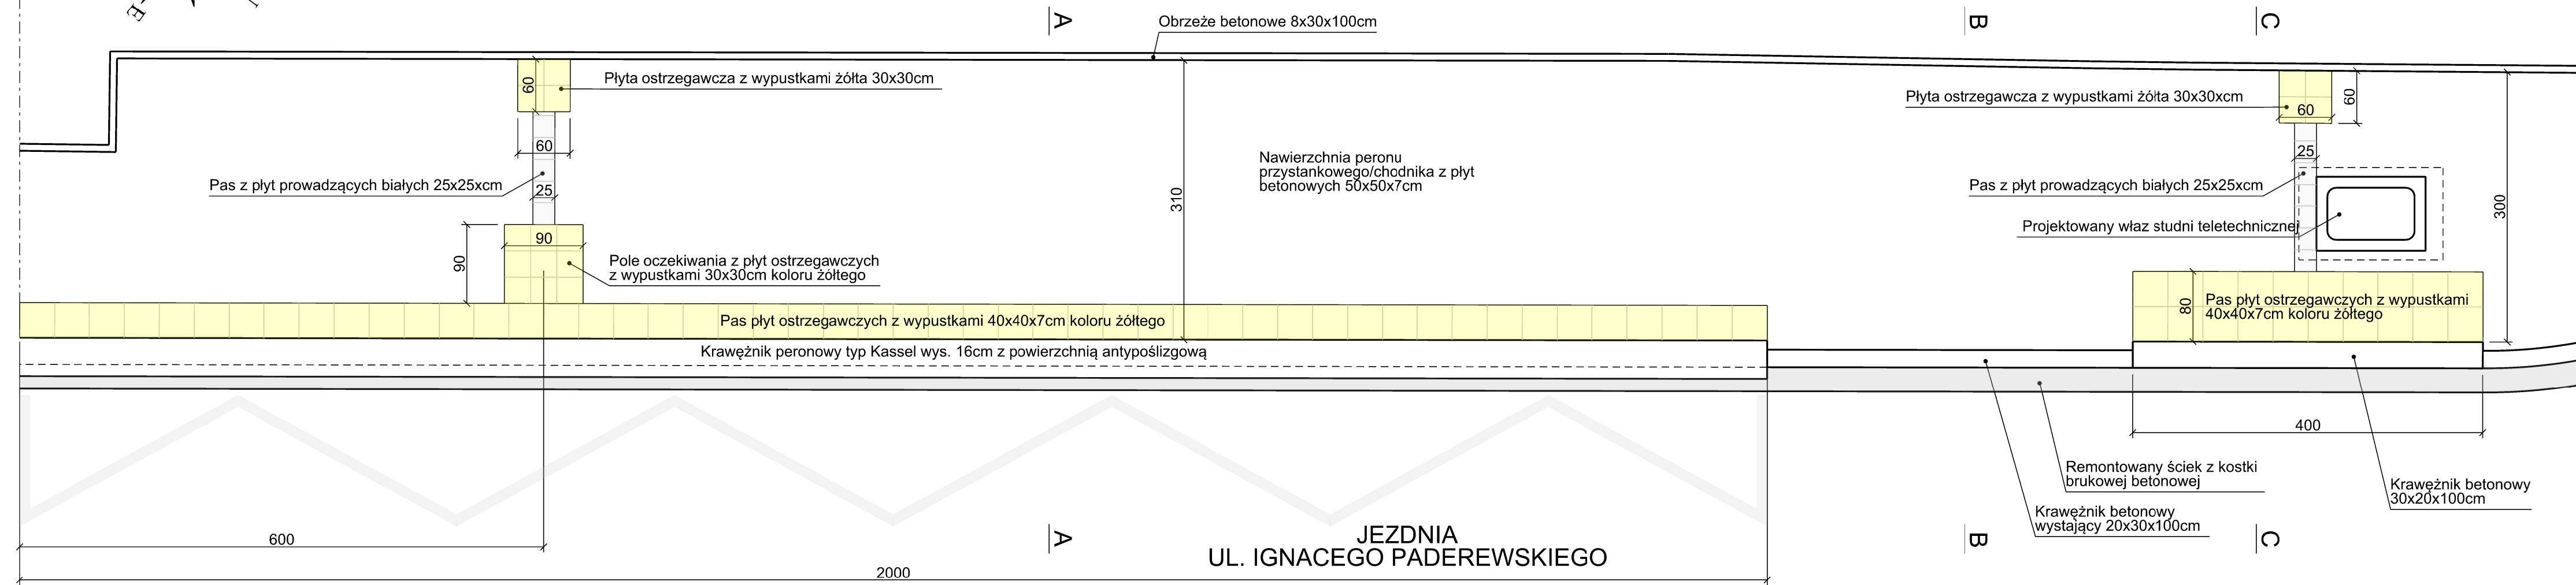 E
A
B
C
Obrzeże betonowe 8x30x100cm
Płyta ostrzegawcza z wypustkami żółta 30x30cm
60
60
25
Pas z płyt prowadzących białych 25x25xcm
90
90
Pole oczekiwania z płyt ostrzegawczych
z wypustkami 30x30cm koloru żółtego
310
Nawierzchnia peronu
przystankowego/chodnika z płyt
betonowych 50x50x7cm
Płyta ostrzegawcza z wypustkami żółta 30x30xcm
60
60
25
Pas z płyt prowadzących białych 25x25xcm
Projektowany właz studni teletechnicznej
300
80
Pas płyt ostrzegawczych z wypustkami
40x40x7cm koloru żółtego
Pas płyt ostrzegawczych z wypustkami 40x40x7cm koloru żółtego
Krawężnik peronowy typ Kassel wys. 16cm z powierzchnią antypoślizgową
400
Remontowany ściek z kostki
brukowej betonowej
Krawężnik betonowy
30x20x100cm
Krawężnik betonowy
wystający 20x30x100cm
A
B
C
JEZDNIA
UL. IGNACEGO PADEREWSKIEGO
600
2000